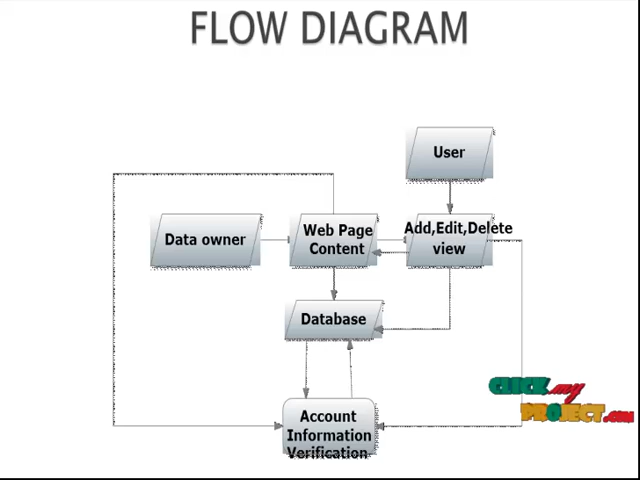 FLOW DIAGRAM
User
Data owner
Web Page
Content
Add,Edit,Delete
view
Database
Account
Information
Verification
CLICK.my
PROJECT.com